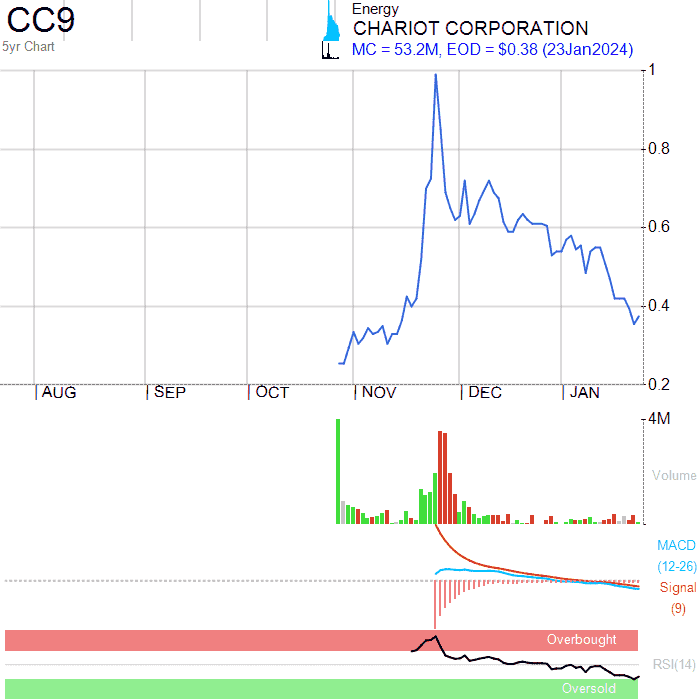 CC9
Energy
CHARIOT CORPORATION
5yr Chart
MC = 53.2M, EOD = $0.38 (23Jan2024)
1
0.8
0.6
0.4
0.2
AUG SEP OCT NOV DEC JAN
4M
Volume
MACD
(12-26)
Signal
(9)
Overbought
RSI(14)
Oversold